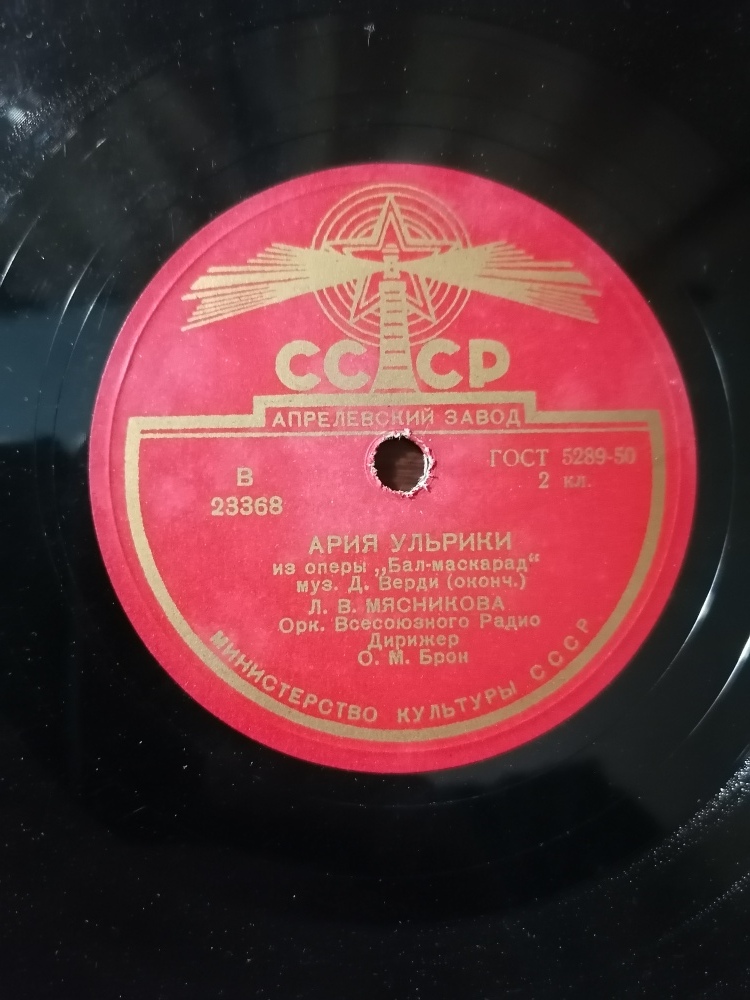 СССР
АПРЕЛЕВСКИЙ ЗАВОД
В
23368
ГОСТ 5289-50
2 кл.
АРИЯ УЛЬРИКИ
из оперы „Бал-маскарад“
муз. Д. Верди (оконч.)
Л. В. МЯСНИКОВА
Орк. Всесоюзного Радио
Дирижер
О. М. Брон
МИНИСТЕРСТВО КУЛЬТУРЫ СССР